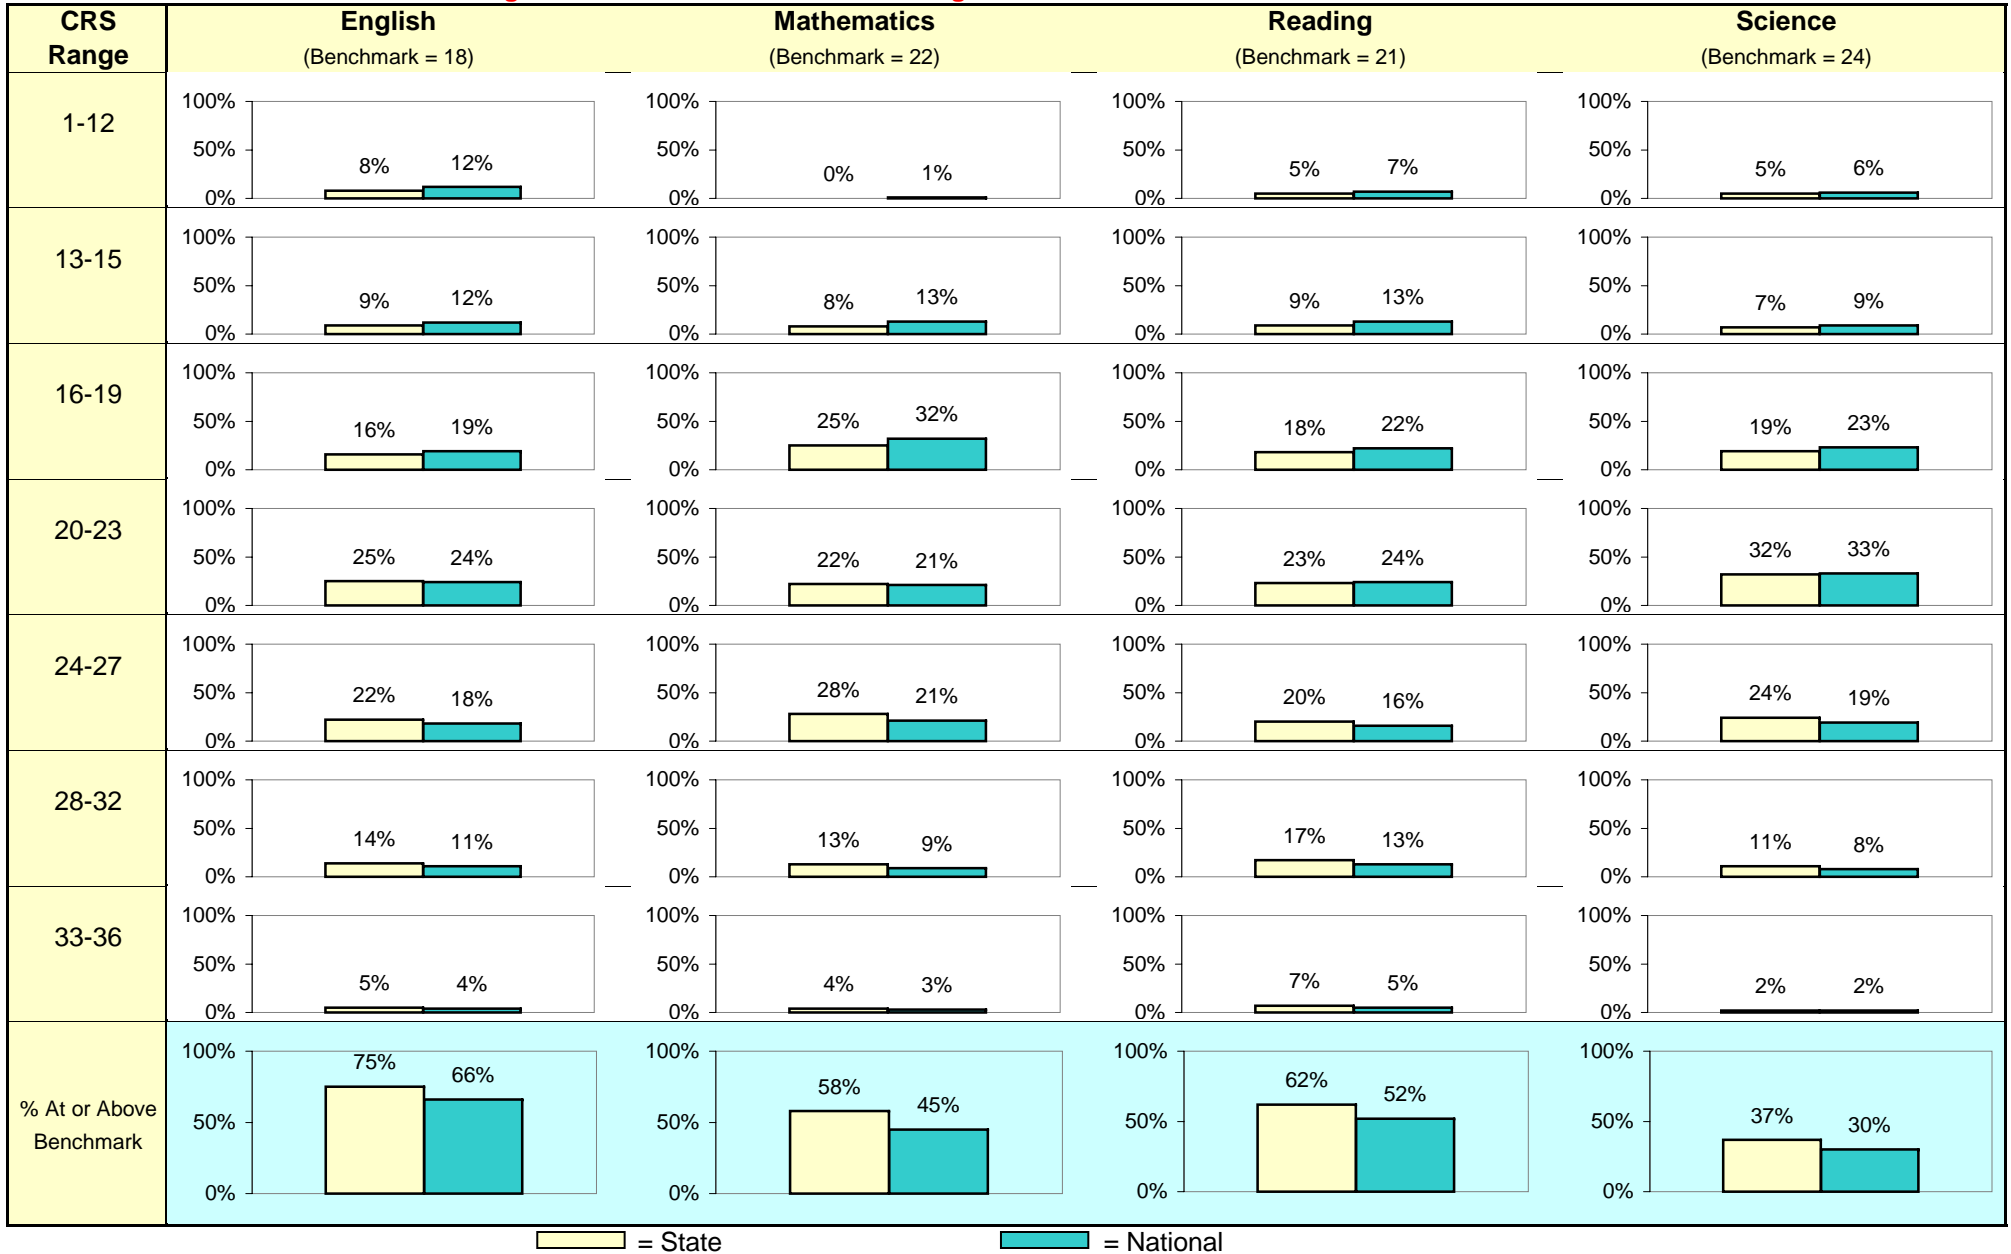 CRS Range
English
Mathematics
Reading
Science
(Benchmark = 18)
(Benchmark = 22)
(Benchmark = 21)
(Benchmark = 24)
1-12
100% 100% 100% 100%
50% 8% 12% 50% 0% 1% 50% 5% 7% 50% 5% 6%
0% 0% 0% 0%
13-15
100% 100% 100% 100%
50% 9% 12% 50% 8% 13% 50% 9% 13% 50% 7% 9%
0% 0% 0% 0%
16-19
100% 100% 100% 100%
50% 16% 19% 50% 25% 32% 50% 18% 22% 50% 19% 23%
0% 0% 0% 0%
20-23
100% 100% 100% 100%
50% 25% 24% 50% 22% 21% 50% 23% 24% 50% 32% 33%
0% 0% 0% 0%
24-27
100% 100% 100% 100%
50% 22% 18% 50% 28% 21% 50% 20% 16% 50% 24% 19%
0% 0% 0% 0%
28-32
100% 100% 100% 100%
50% 14% 11% 50% 13% 9% 50% 17% 13% 50% 11% 8%
0% 0% 0% 0%
33-36
100% 100% 100% 100%
50% 5% 4% 50% 4% 3% 50% 7% 5% 50% 2% 2%
0% 0% 0% 0%
% At or Above
Benchmark
100% 100% 100% 100%
50% 75% 66% 50% 58% 45% 50% 62% 52% 50% 37% 30%
0% 0% 0% 0%
= State = National